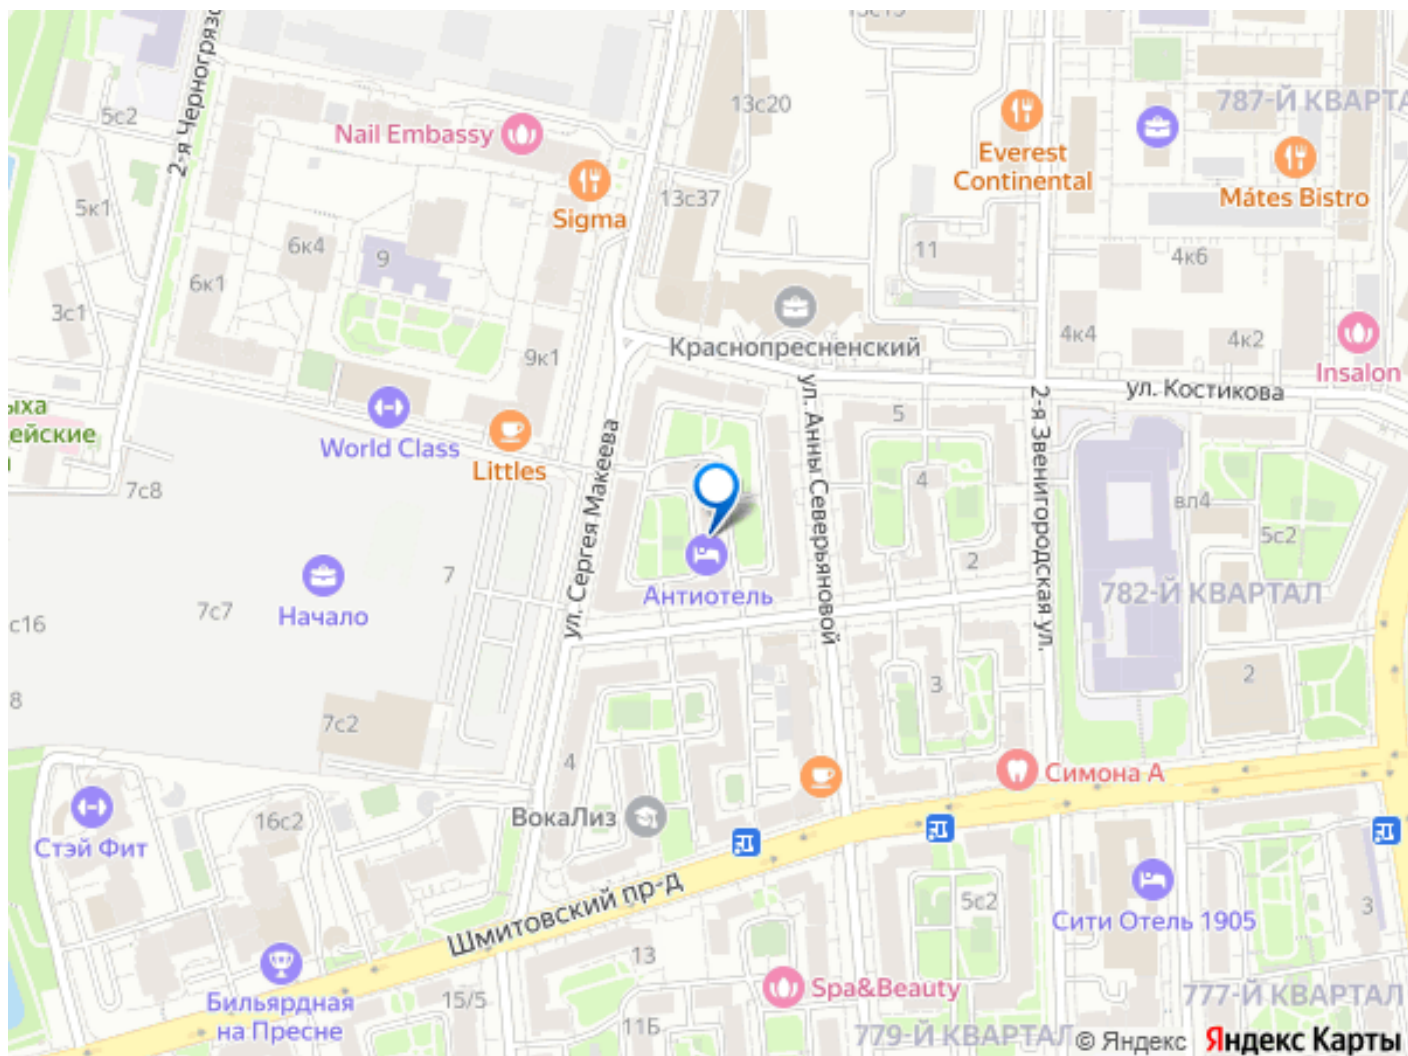 13с20
787-Й КВАРТА
5с2
2-я Черногрязс
Nail Embassy
Everest
Continental
Mátes Bistro
Sigma
13с37
5к1
6к4
9
11
4к6
6к1
3с1
9к1
Краснопресненский
4к4
4к2
Insalon
ул. Костикова
ыха
ейские
World Class
Littles
ул. Сергея Макеева
ул. Анны Северьяновой
2-я Звенигородская ул.
5
4
7с8
вл4
5с2
2
782-Й КВАРТАЛ
Начало
7
7с7
с16
Антиотель
8
7с2
3
2
4
Симона А
ВокаЛиз
16с2
Стэй Фит
Шмитовский пр-д
5с2
Сити Отель 1905
3
13
Бильярдная
на Пресне
15/5
Spa&Beauty
11Б
777-Й КВАРТАЛ
779-Й КВАРТАЛ
© Яндекс Яндекс Карты